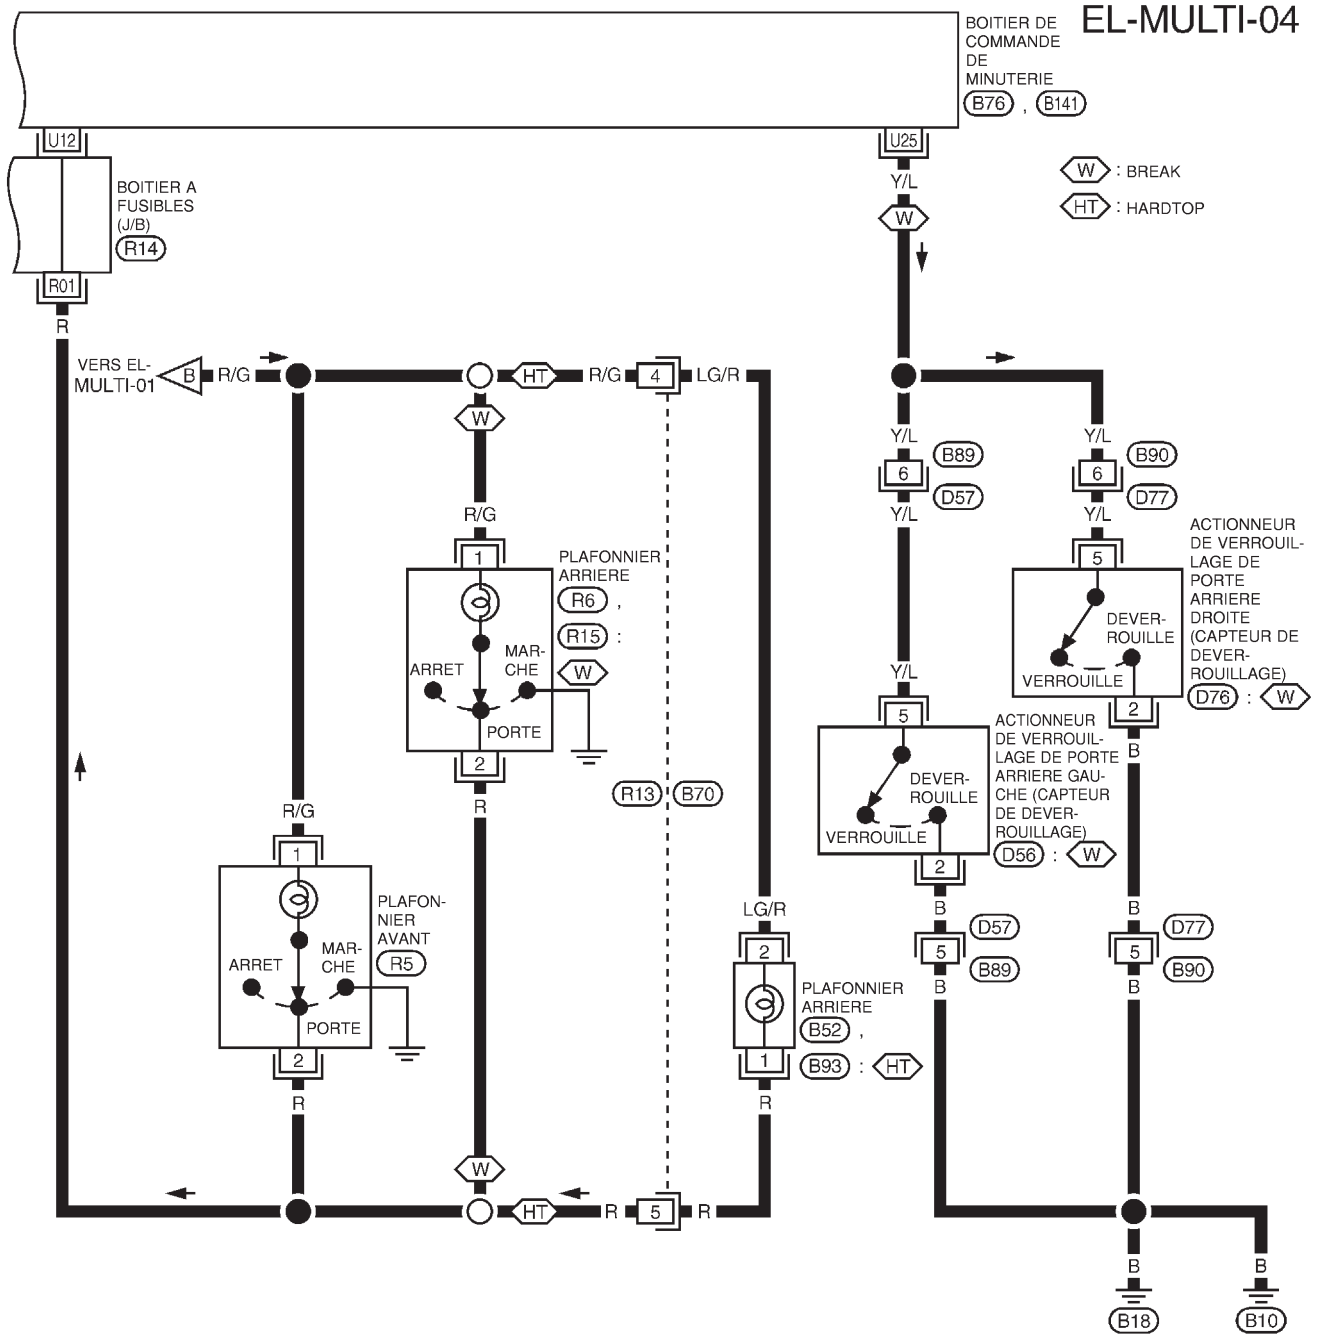 EL-MULTI-04
BOITIER DE
COMMANDE
DE
MINUTERIE
B76 , B141
U12
U25
BOITIER A
FUSIBLES
(J/B)
R14
R01
R
Y/L
W
W : BREAK
HT : HARDTOP
VERS EL-
MULTI-01
B
R/G
HT
R/G
4
LG/R
W
R/G
1
PLAFONNIER
ARRIERE
R6 ,
R15 :
W
ARRET
MAR-
CHE
PORTE
2
R
R13
B70
R/G
1
PLAFON-
NIER
AVANT
R5
ARRET
MAR-
CHE
PORTE
2
R
W
HT
R
5
R
LG/R
2
PLAFONNIER
ARRIERE
B52 ,
B93 : HT
1
R
Y/L
6
B89
D57
Y/L
Y/L
5
DEVER-
ROUILLE
VERROUILLE
2
ACTIONNEUR
DE VERROUIL-
LAGE DE PORTE
ARRIERE GAU-
CHE (CAPTEUR
DE DEVER-
ROUILLAGE)
D56 : W
B
D57
5
B89
B
Y/L
6
B90
D77
Y/L
5
DEVER-
ROUILLE
VERROUILLE
2
ACTIONNEUR
DE VERROUIL-
LAGE DE
PORTE
ARRIERE
DROITE
(CAPTEUR DE
DEVER-
ROUILLAGE)
D76 : W
B
B
D77
5
B90
B
B
B
B18
B10